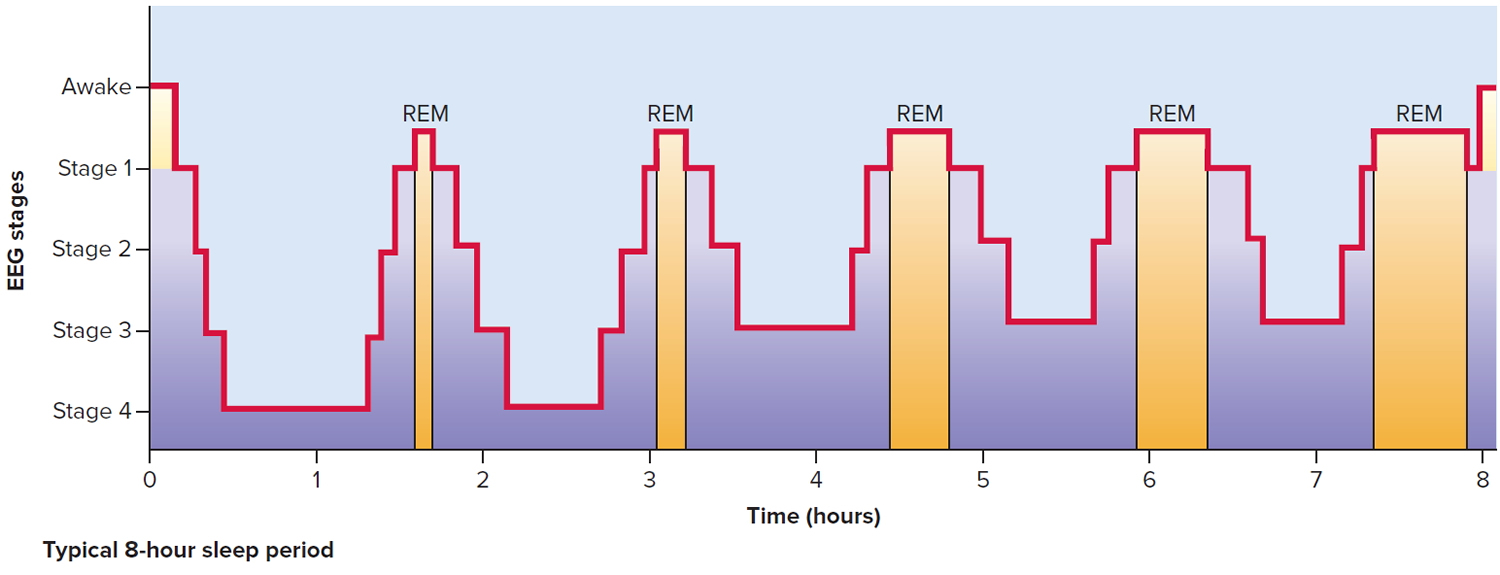 REM REM REM REM REM
Awake
Stage 1
Stage 2
Stage 3
Stage 4
EEG stages
0 1 2 3 4 5 6 7 8
Time (hours)
Typical 8-hour sleep period